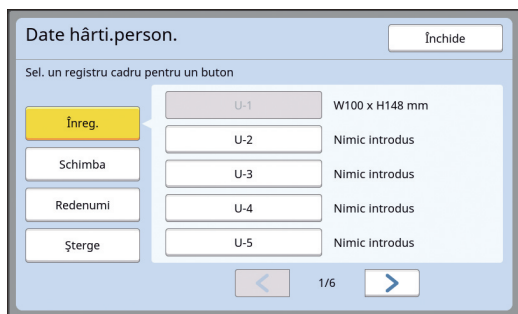 Date hârti.person.
Închide
Sel. un registru cadru pentru un buton
Înreg.
Schimba
Redenumi
Şterge
U-1 W100 x H148 mm
U-2 Nimic introdus
U-3 Nimic introdus
U-4 Nimic introdus
U-5 Nimic introdus
1/6